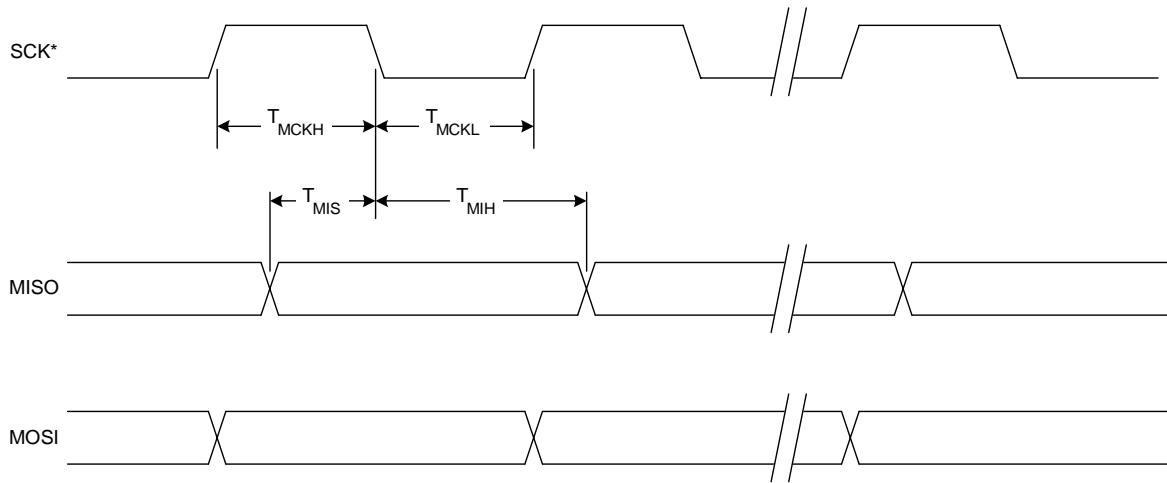 SCK*
T_MCKH
T_MCKL
T_MIS
T_MIH
MISO
MOSI